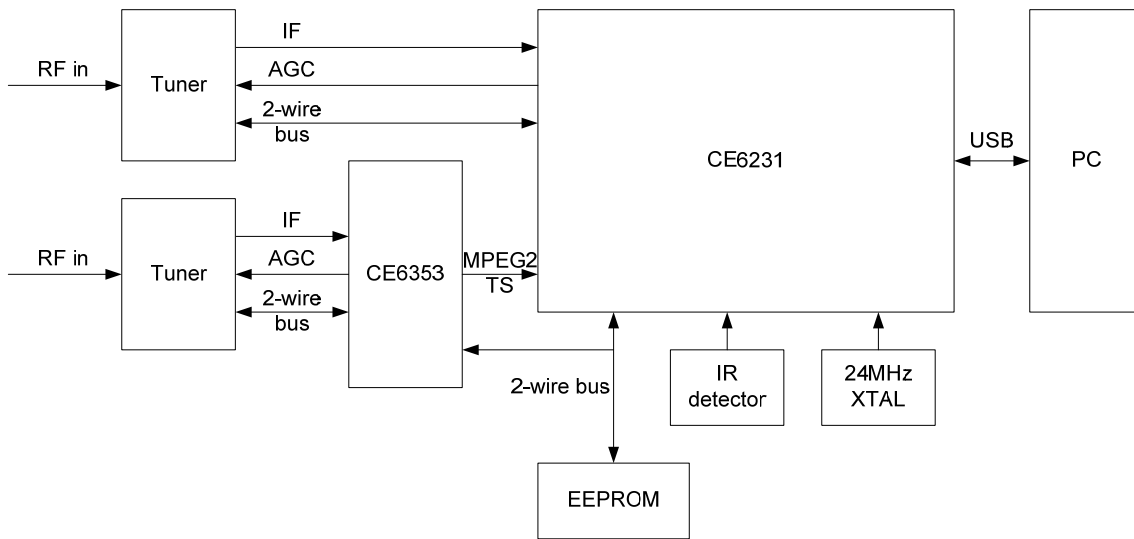 IF
RF in
Tuner
AGC
2-wire
bus
CE6231
USB
PC
IF
RF in
Tuner
AGC
2-wire
bus
CE6353
MPEG2
TS
2-wire bus
IR
detector
24MHz
XTAL
EEPROM